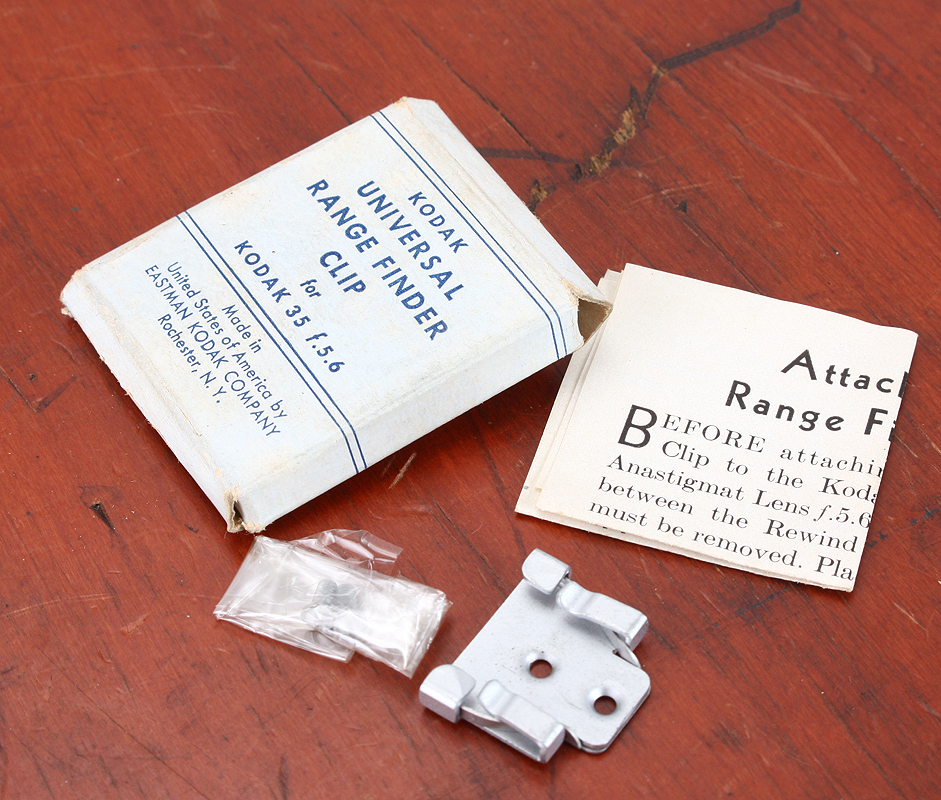 KODAK
UNIVERSAL
RANGE FINDER
CLIP
for
KODAK 35 f.5.6
Made in
United States of America by
EASTMAN KODAK COMPANY
Rochester, N. Y.
Attac
Range F
BEFORE attachin
Clip to the Koda
Anastigmat Lens f.5.6
between the Rewind
must be removed. Pla